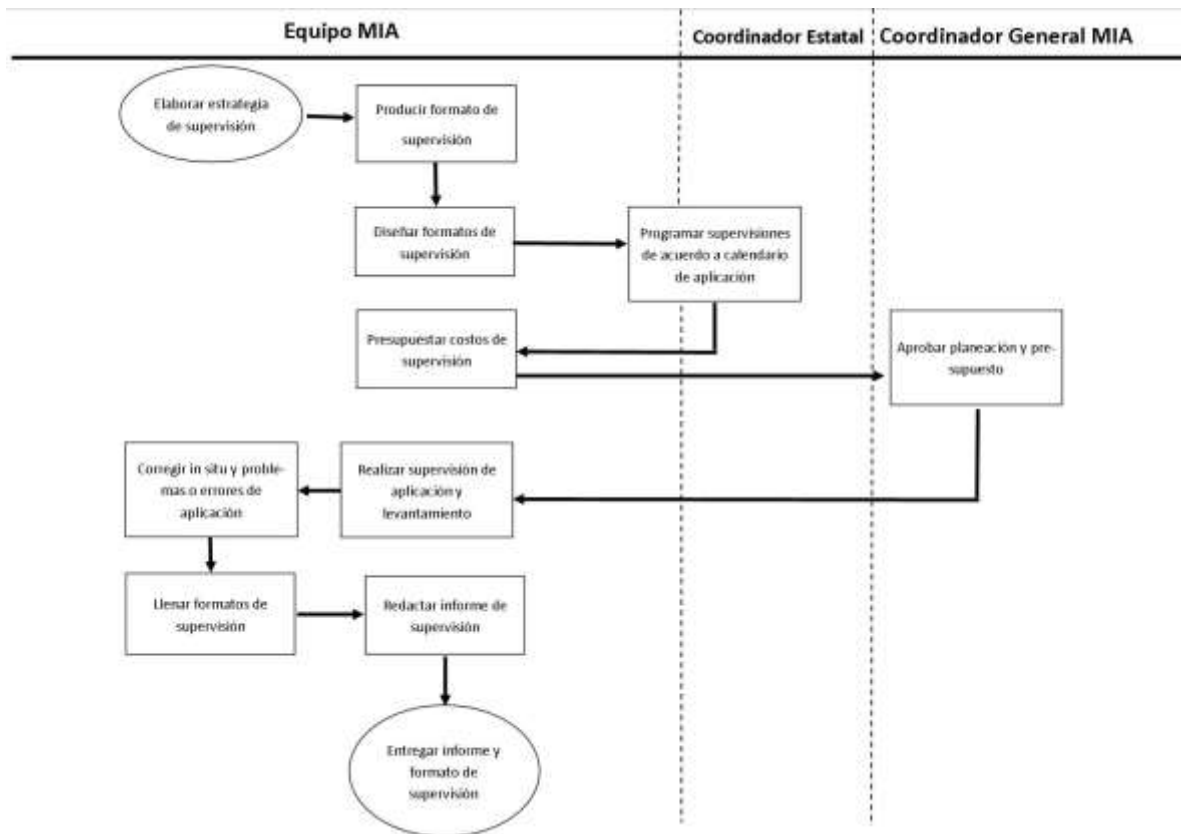 Equipo MIA
Coordinador Estatal
Coordinador General MIA
Elaborar estrategia
de supervisión
Producir formato de
supervisión
Diseñar formatos de
supervisión
Programar supervisiones
de acuerdo a calendario
de aplicación
Presupuestar costos de
supervisión
Aprobar planeación y pre-
supuesto
Realizar supervisión de
aplicación y
levantamiento
Corregir in situ y proble-
mas o errores de
aplicación
Llenar formatos de
supervisión
Redactar informe de
supervisión
Entregar informe y
formato de
supervisión